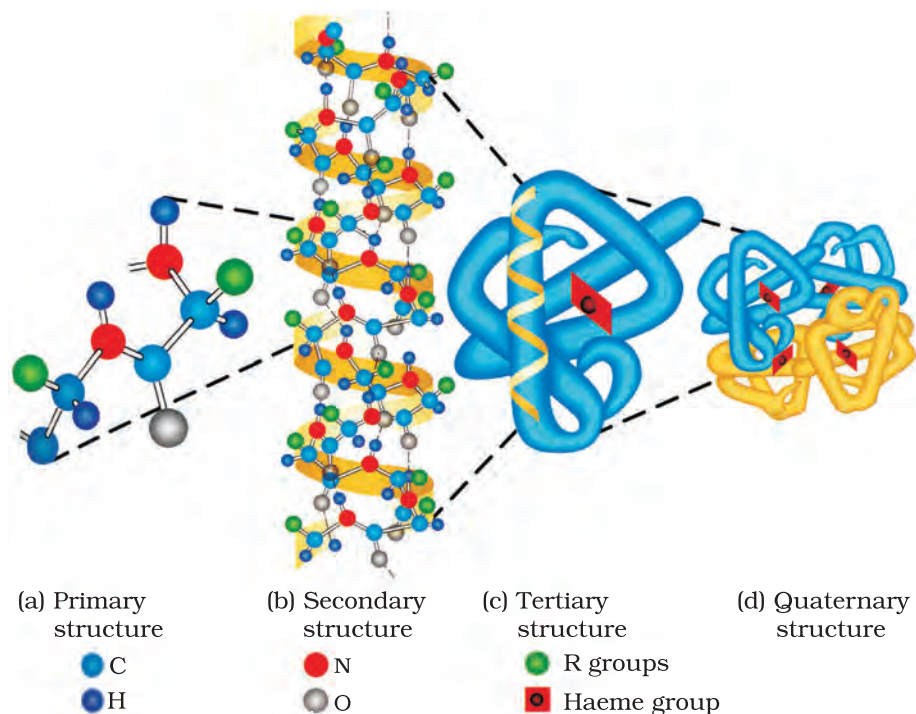 (a) Primary structure
(b) Secondary structure
(c) Tertiary structure
(d) Quaternary structure
C
N
R groups
H
O
Haeme group